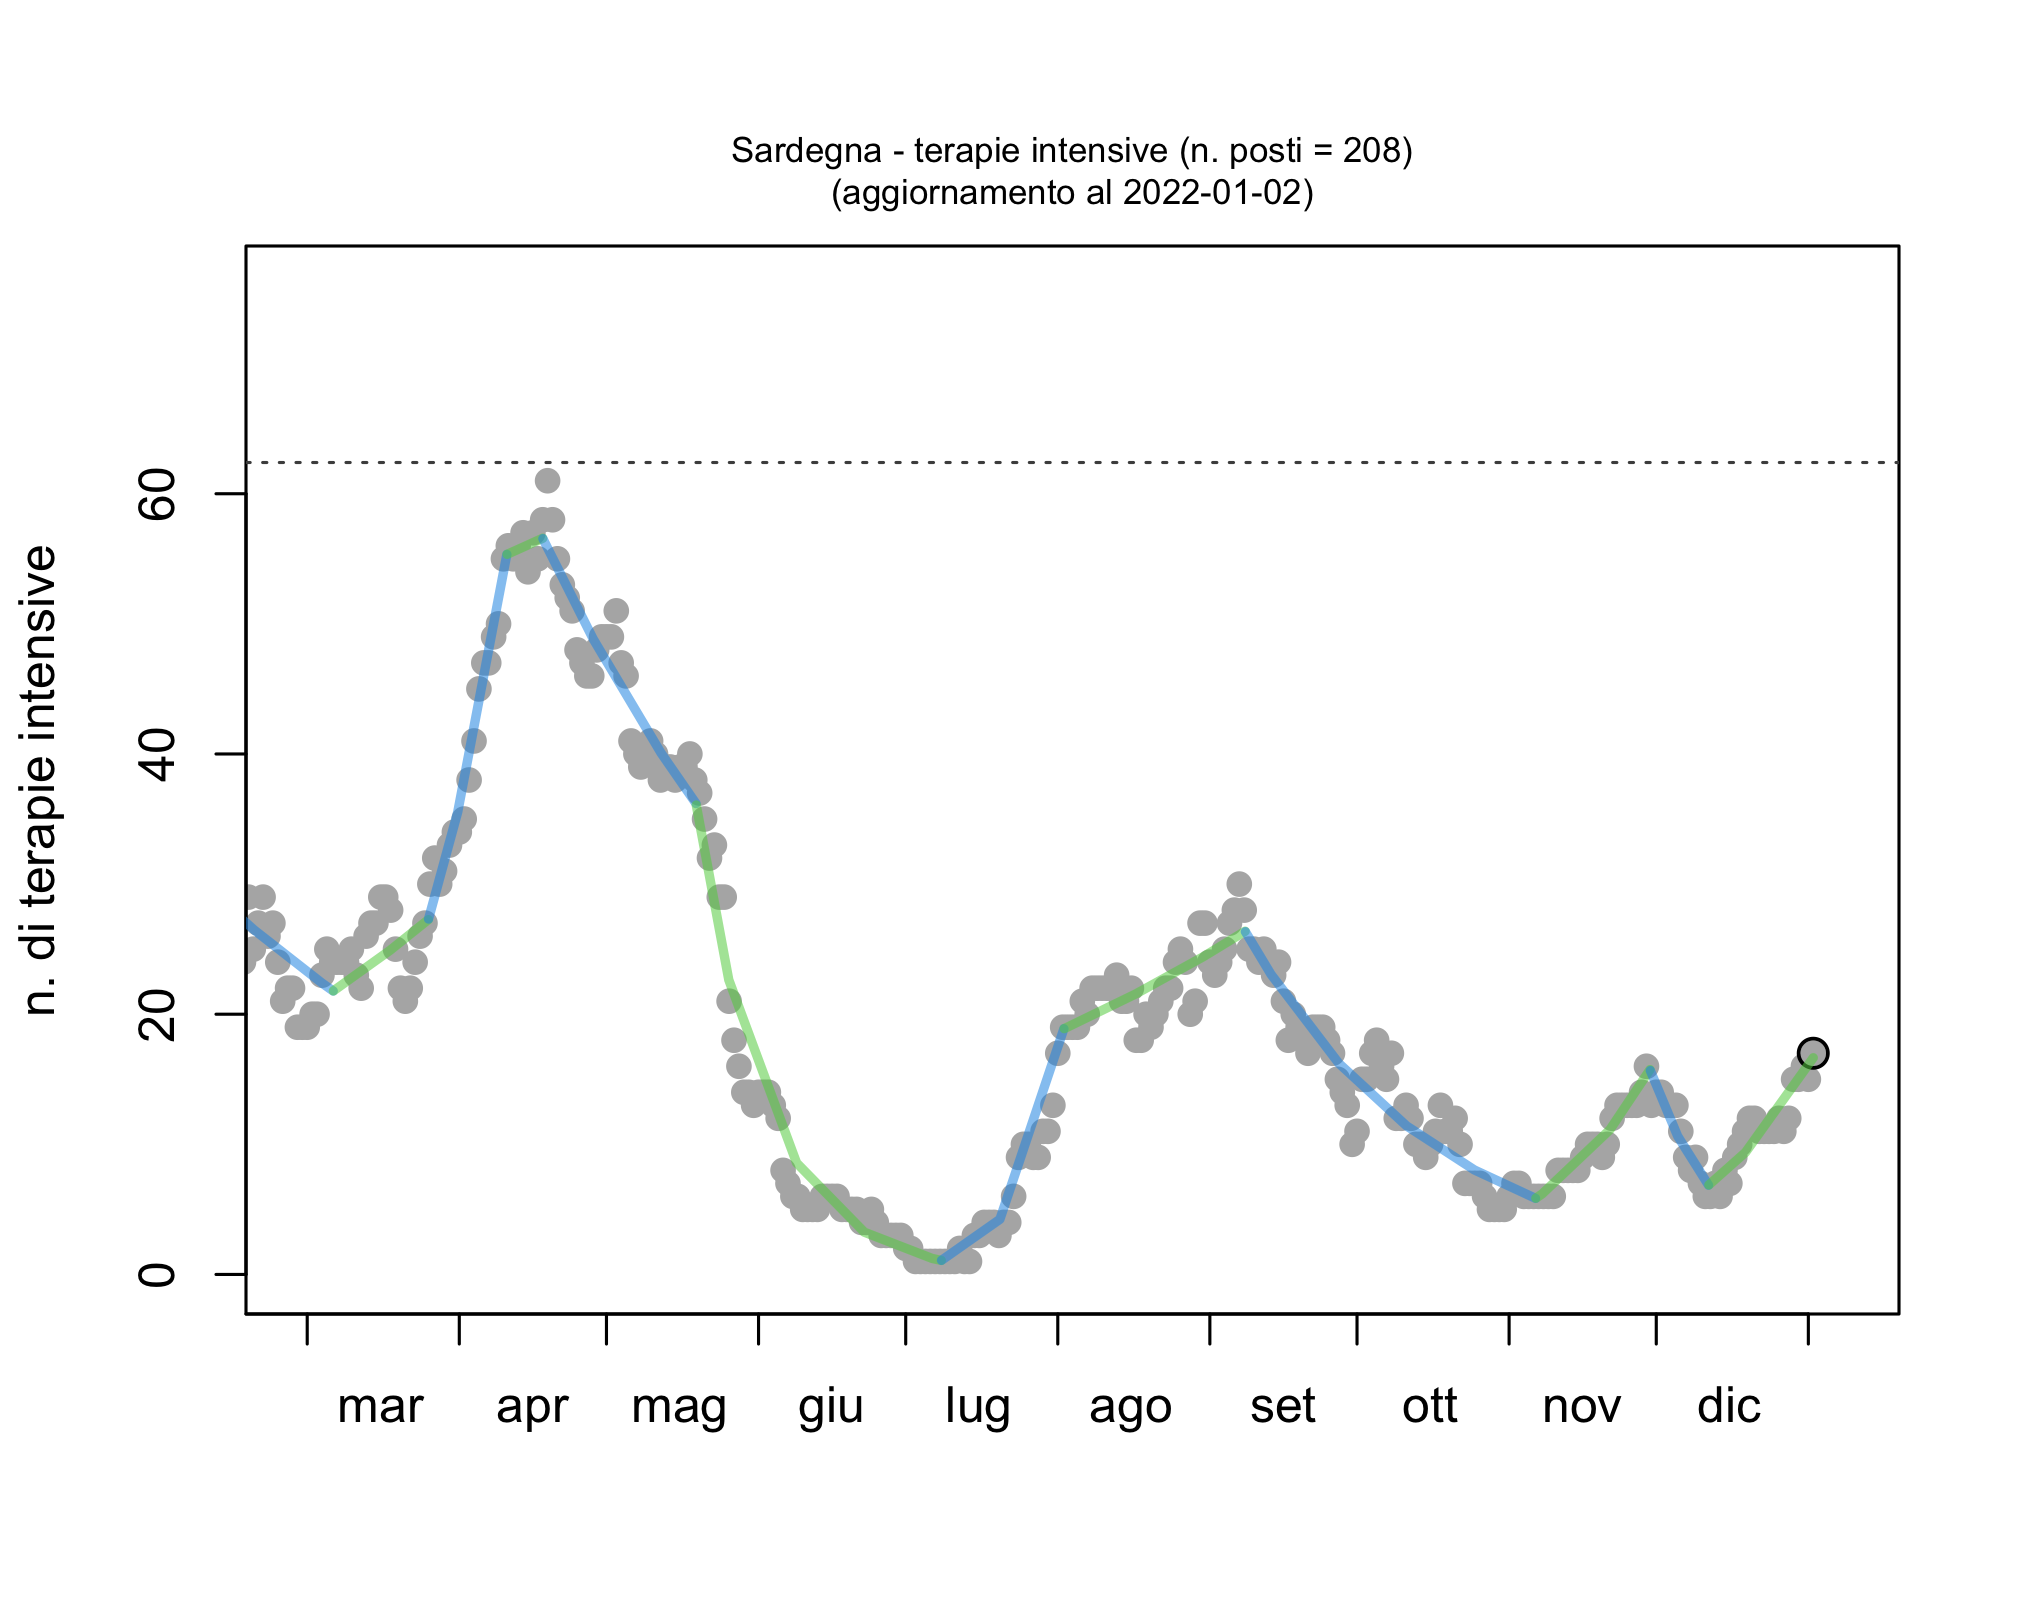 Sardegna - terapie intensive (n. posti = 208)
(aggiornamento al 2022-01-02)
n. di terapie intensive
60
40
20
0
mar apr mag giu lug ago set ott nov dic